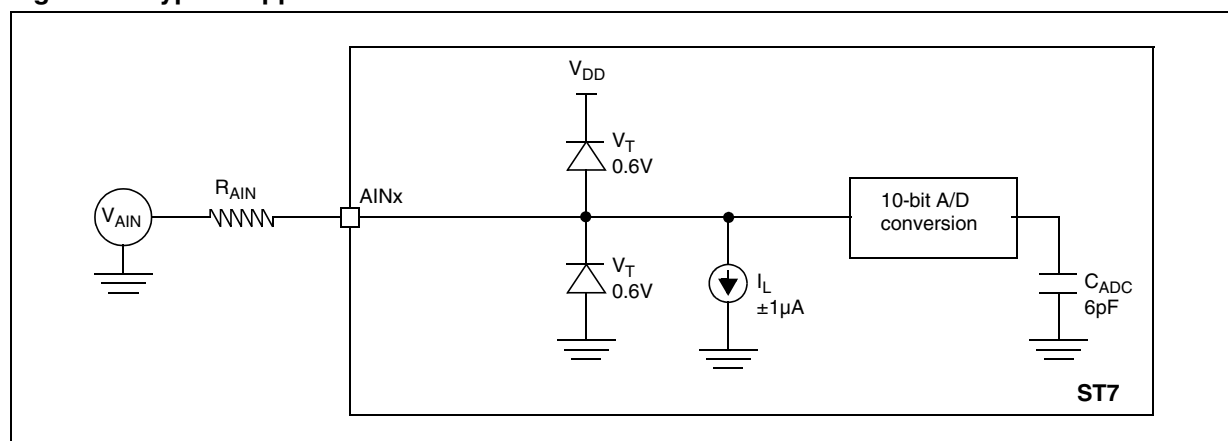 V_DD
V_T
0.6V
R_AIN
AINx
V_AIN
10-bit A/D
conversion
V_T
0.6V
I_L
±1µA
C_ADC
6pF
ST7